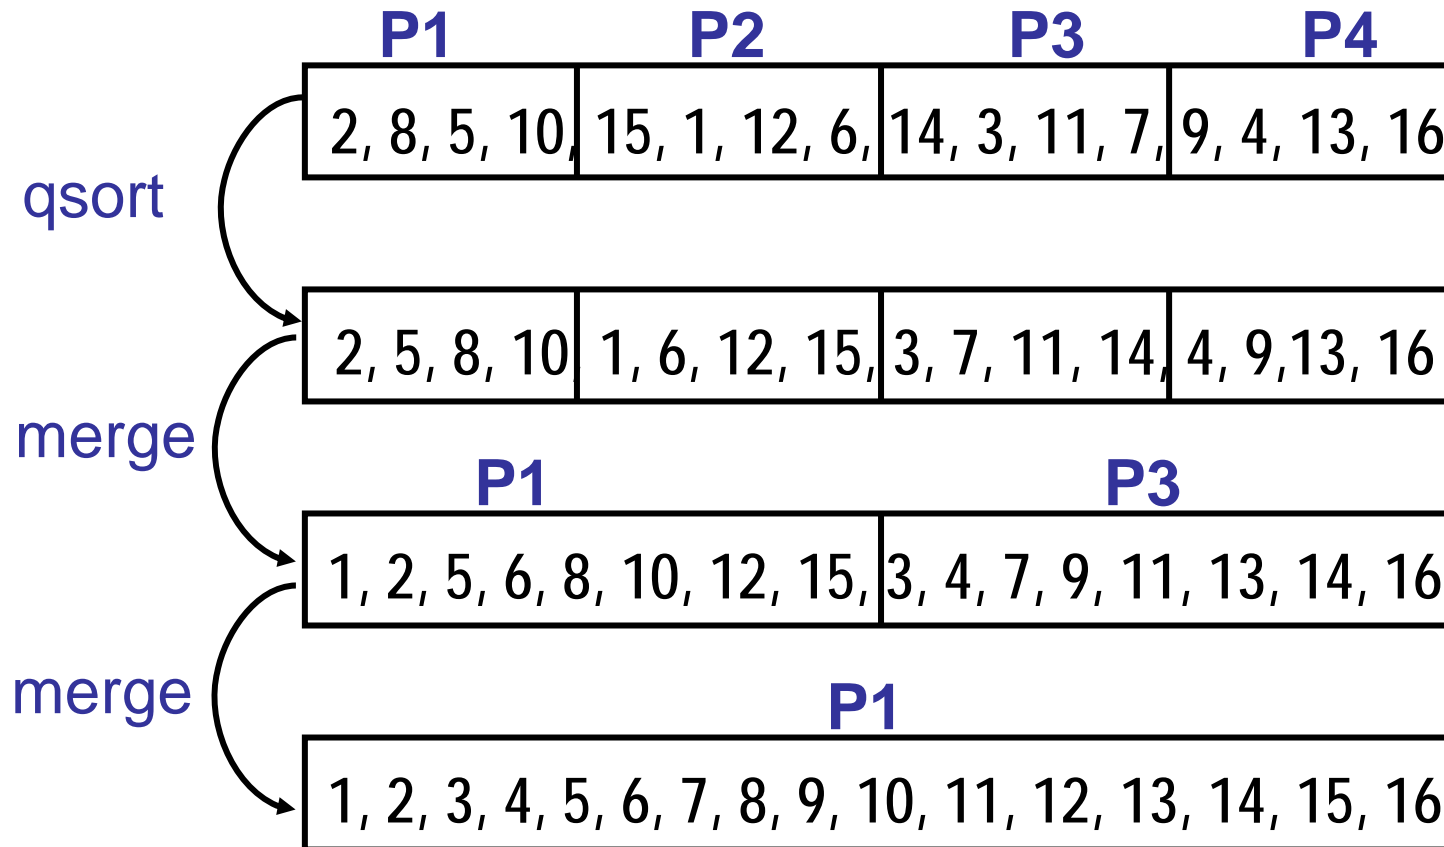 P1 P2 P3 P4
2, 8, 5, 10, 15, 1, 12, 6, 14, 3, 11, 7, 9, 4, 13, 16
qsort
2, 5, 8, 10, 1, 6, 12, 15, 3, 7, 11, 14, 4, 9,13, 16
merge
P1 P3
1, 2, 5, 6, 8, 10, 12, 15, 3, 4, 7, 9, 11, 13, 14, 16
merge
P1
1, 2, 3, 4, 5, 6, 7, 8, 9, 10, 11, 12, 13, 14, 15, 16